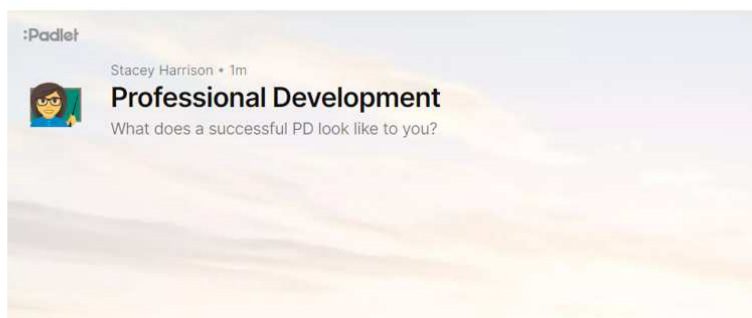 :Padlet
Stacey Harrison • 1m
Professional Development
What does a successful PD look like to you?